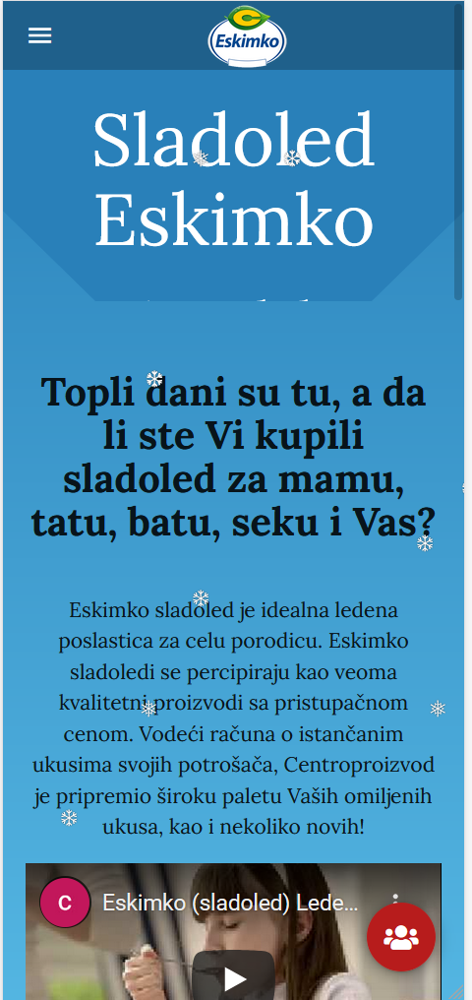 Eskimko
Sladoled
Eskimko
Topli dani su tu, a da
li ste Vi kupili
sladoled za mamu,
tatu, batu, seku i Vas?
Eskimko sladoled je idealna ledena
poslastica za celu porodicu. Eskimko
sladoledi se percipiraju kao veoma
kvalitetni proizvodi sa pristupačnom
cenom. Vodeći računa o istančanim
ukusima svojih potrošača, Centroproizvod
je pripremio široku paletu Vaših omiljenih
ukusa, kao i nekoliko novih!
C
Eskimko (sladoled) Lede...